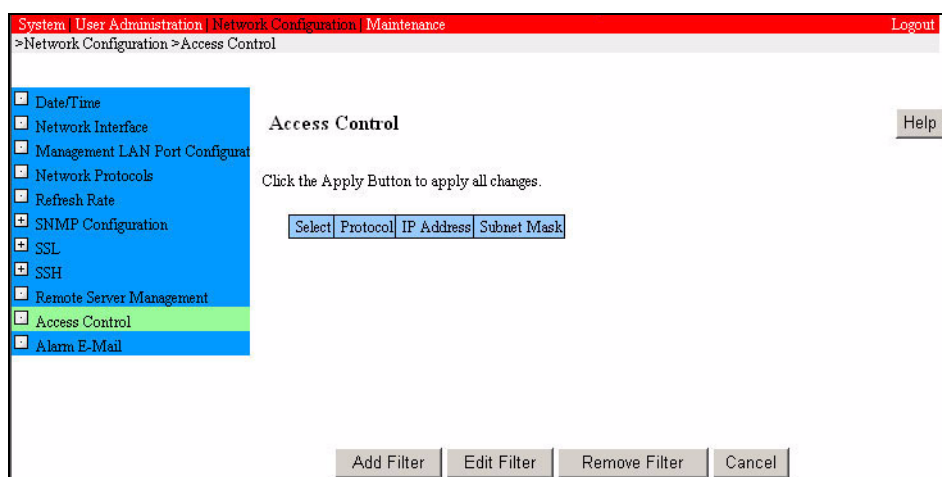 System | User Administration | Network Configuration | Maintenance Logout
>Network Configuration >Access Control
Date/Time
Network Interface
Management LAN Port Configurat
Network Protocols
Refresh Rate
SNMP Configuration
SSL
SSH
Remote Server Management
Access Control
Alarm E-Mail
Access Control
Help
Click the Apply Button to apply all changes.
Select Protocol IP Address Subnet Mask
Add Filter Edit Filter Remove Filter Cancel